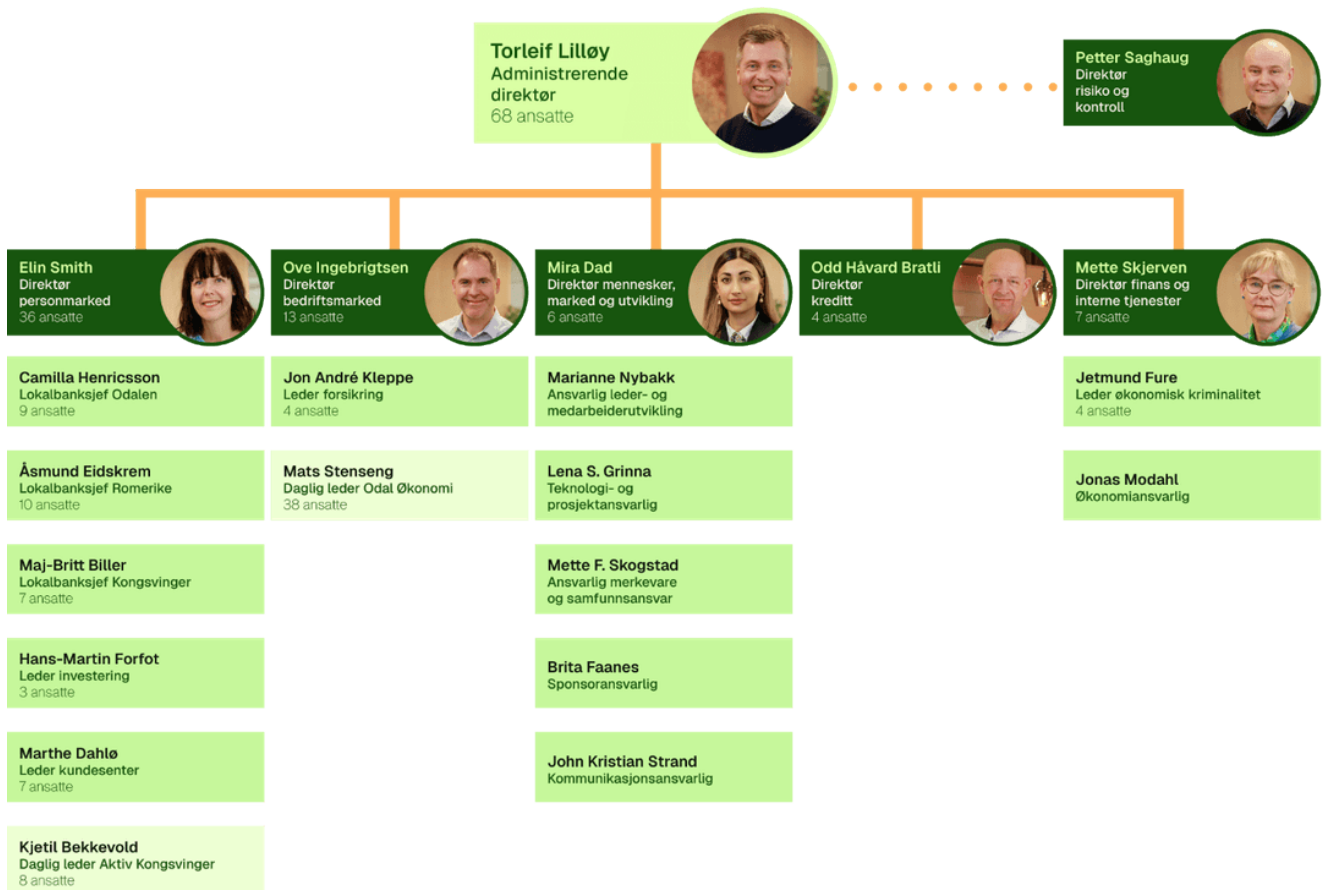 Torleif Lilløy
Administrerende
direktør
68 ansatte
Petter Saghaug
Direktør
risiko og
kontroll
Elin Smith
Direktør
personmarked
36 ansatte
Camilla Henricsson
Lokalbanksjef Odalen
9 ansatte
Åsmund Eidskrem
Lokalbanksjef Romerike
10 ansatte
Maj-Britt Biller
Lokalbanksjef Kongsvinger
7 ansatte
Hans-Martin Forfot
Leder investering
3 ansatte
Marthe Dahlø
Leder kundesenter
7 ansatte
Kjetil Bekkevold
Daglig leder Aktiv Kongsvinger
8 ansatte
Ove Ingebrigtsen
Direktør
bedriftsmarked
13 ansatte
Jon André Kleppe
Leder forsikring
4 ansatte
Mats Stenseng
Daglig leder Odal Økonomi
38 ansatte
Mira Dad
Direktør mennesker,
marked og utvikling
6 ansatte
Marianne Nybakk
Ansvarlig leder- og
medarbeiderutvikling
Lena S. Grinna
Teknologi- og
prosjektansvarlig
Mette F. Skogstad
Ansvarlig merkevare
og samfunnsansvar
Brita Faanes
Sponsoransvarlig
John Kristian Strand
Kommunikasjonsansvarlig
Odd Håvard Bratli
Direktør
kreditt
4 ansatte
Mette Skjerven
Direktør finans og
interne tjenester
7 ansatte
Jetmund Fure
Leder økonomisk kriminalitet
4 ansatte
Jonas Modahl
Økonomiansvarlig